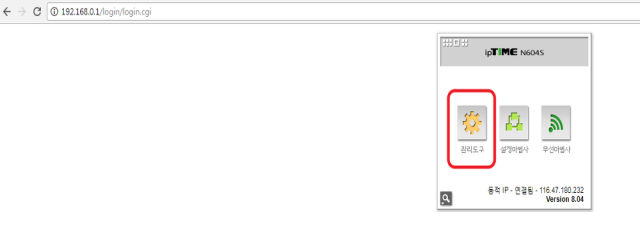 192.168.0.1/login/login.cgi
ipTIME N604S
관리도구 설정마법사 무선마법사
동적 IP - 연결됨 - 116.47.180.232
Version 8.04